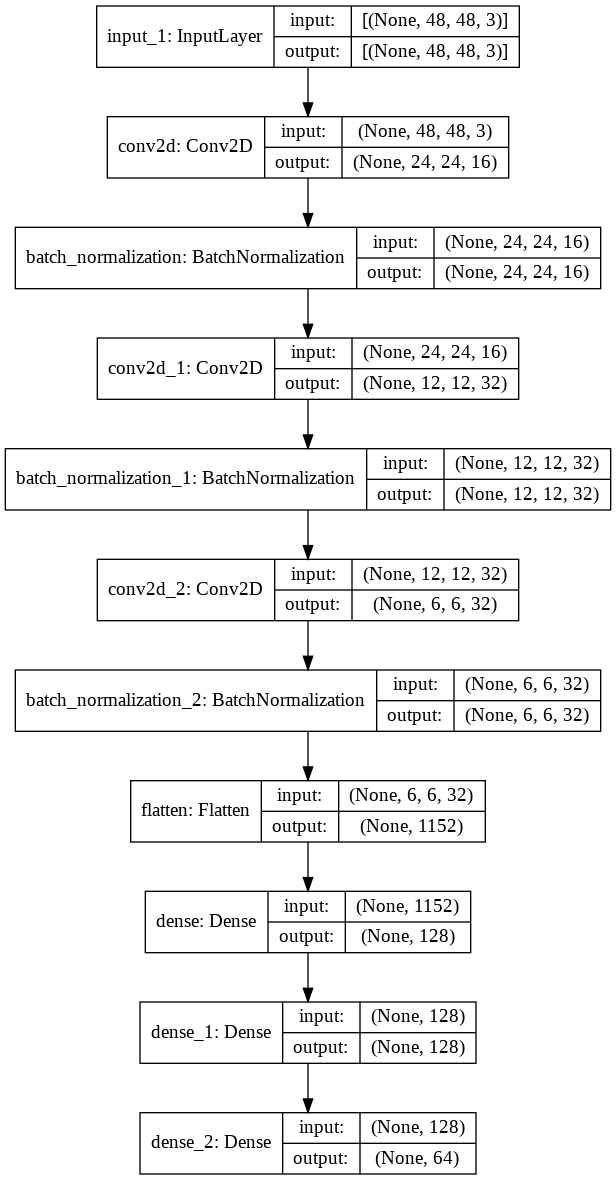 input_1: InputLayer
input: [(None, 48, 48, 3)]
output: [(None, 48, 48, 3)]
conv2d: Conv2D
input: (None, 48, 48, 3)
output: (None, 24, 24, 16)
batch_normalization: BatchNormalization
input: (None, 24, 24, 16)
output: (None, 24, 24, 16)
conv2d_1: Conv2D
input: (None, 24, 24, 16)
output: (None, 12, 12, 32)
batch_normalization_1: BatchNormalization
input: (None, 12, 12, 32)
output: (None, 12, 12, 32)
conv2d_2: Conv2D
input: (None, 12, 12, 32)
output: (None, 6, 6, 32)
batch_normalization_2: BatchNormalization
input: (None, 6, 6, 32)
output: (None, 6, 6, 32)
flatten: Flatten
input: (None, 6, 6, 32)
output: (None, 1152)
dense: Dense
input: (None, 1152)
output: (None, 128)
dense_1: Dense
input: (None, 128)
output: (None, 128)
dense_2: Dense
input: (None, 128)
output: (None, 64)